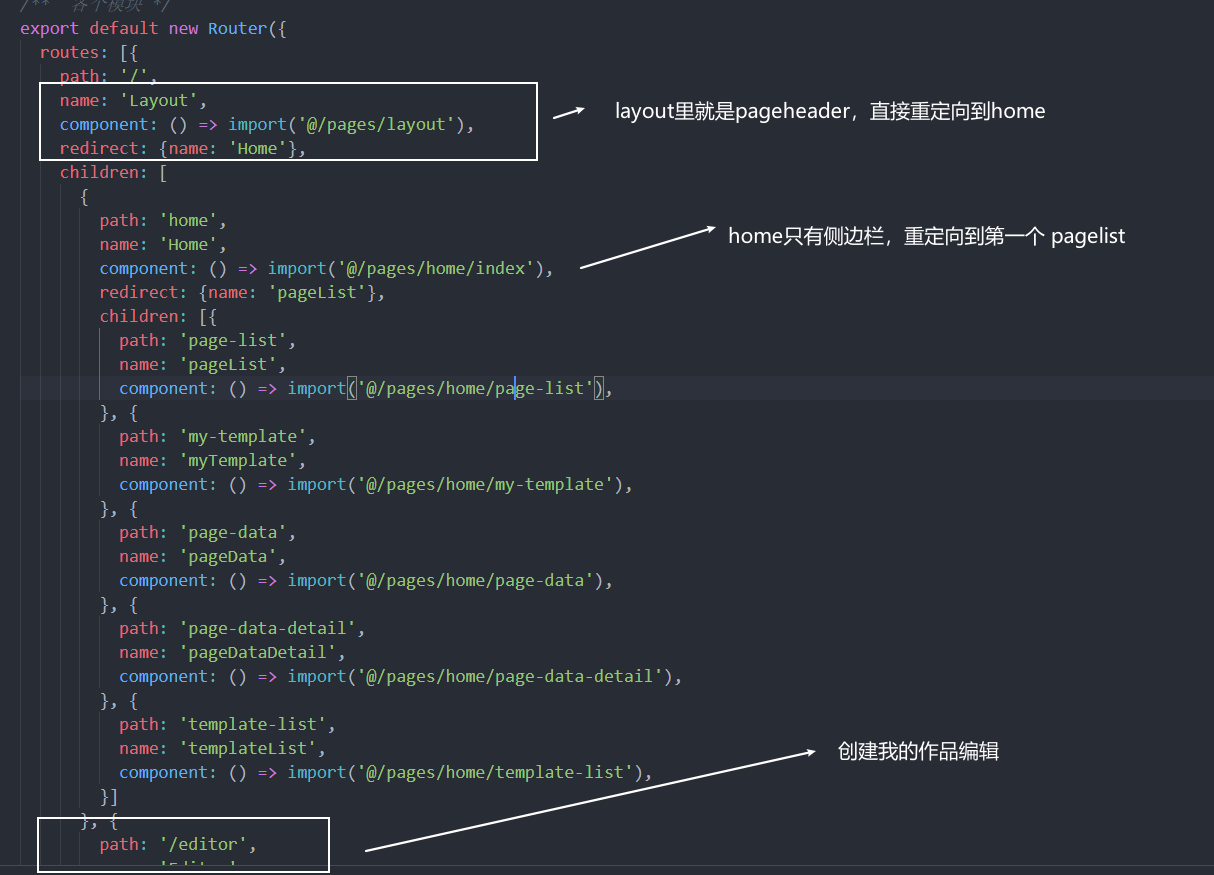 /**  各个模块 */
export default new Router({
routes: [{
path: '/',
name: 'Layout',
component: () => import('@/pages/layout'),
layout里就是pageheader，直接重定向到home
redirect: {name: 'Home'},
children: [
{
path: 'home',
name: 'Home',
home只有侧边栏，重定向到第一个 pagelist
component: () => import('@/pages/home/index'),
redirect: {name: 'pageList'},
children: [{
path: 'page-list',
name: 'pageList',
component: () => import('@/pages/home/page-list'),
}, {
path: 'my-template',
name: 'myTemplate',
component: () => import('@/pages/home/my-template'),
}, {
path: 'page-data',
name: 'pageData',
component: () => import('@/pages/home/page-data'),
}, {
path: 'page-data-detail',
name: 'pageDataDetail',
component: () => import('@/pages/home/page-data-detail'),
}, {
path: 'template-list',
name: 'templateList',
创建我的作品编辑
component: () => import('@/pages/home/template-list'),
}]
}, {
path: '/editor',